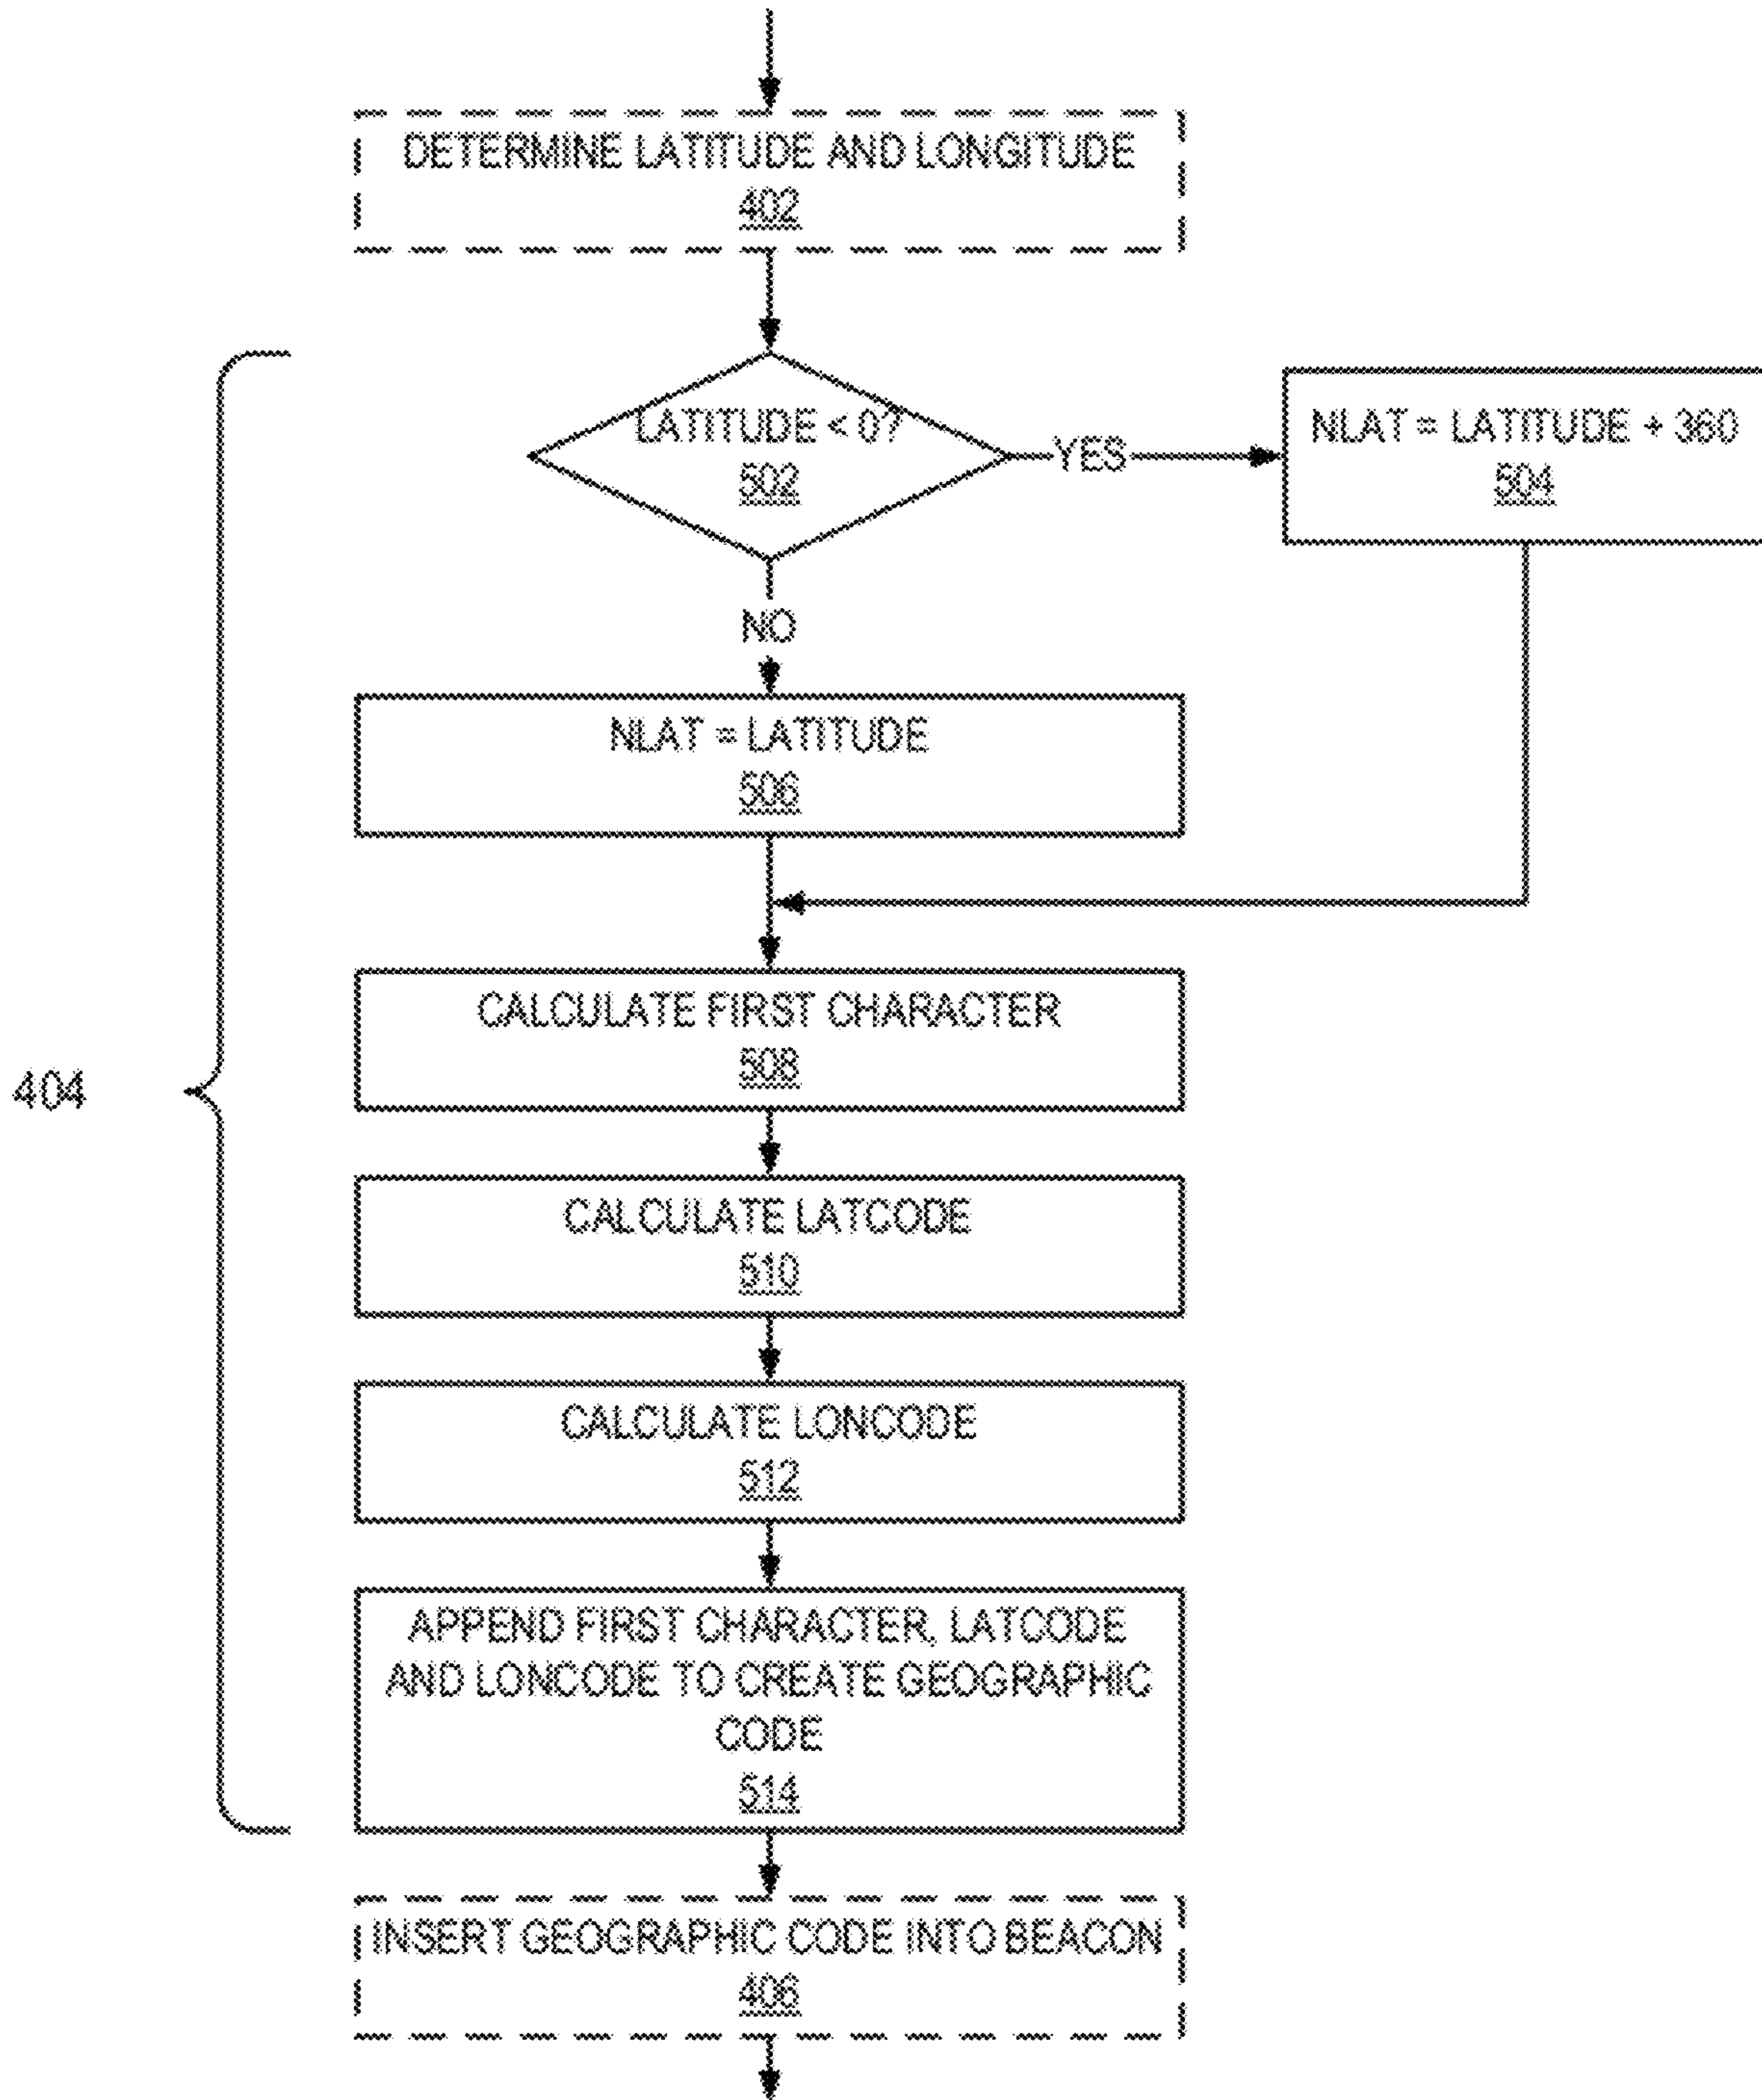 DETERMINE LATITUDE AND LONGITUDE
402
LATITUDE < 0?
502
YES
NLAT = LATITUDE + 360
504
NO
NLAT = LATITUDE
506
CALCULATE FIRST CHARACTER
508
404
CALCULATE LATCODE
510
CALCULATE LONCODE
512
APPEND FIRST CHARACTER, LATCODE
AND LONCODE TO CREATE GEOGRAPHIC
CODE
514
INSERT GEOGRAPHIC CODE INTO BEACON
406